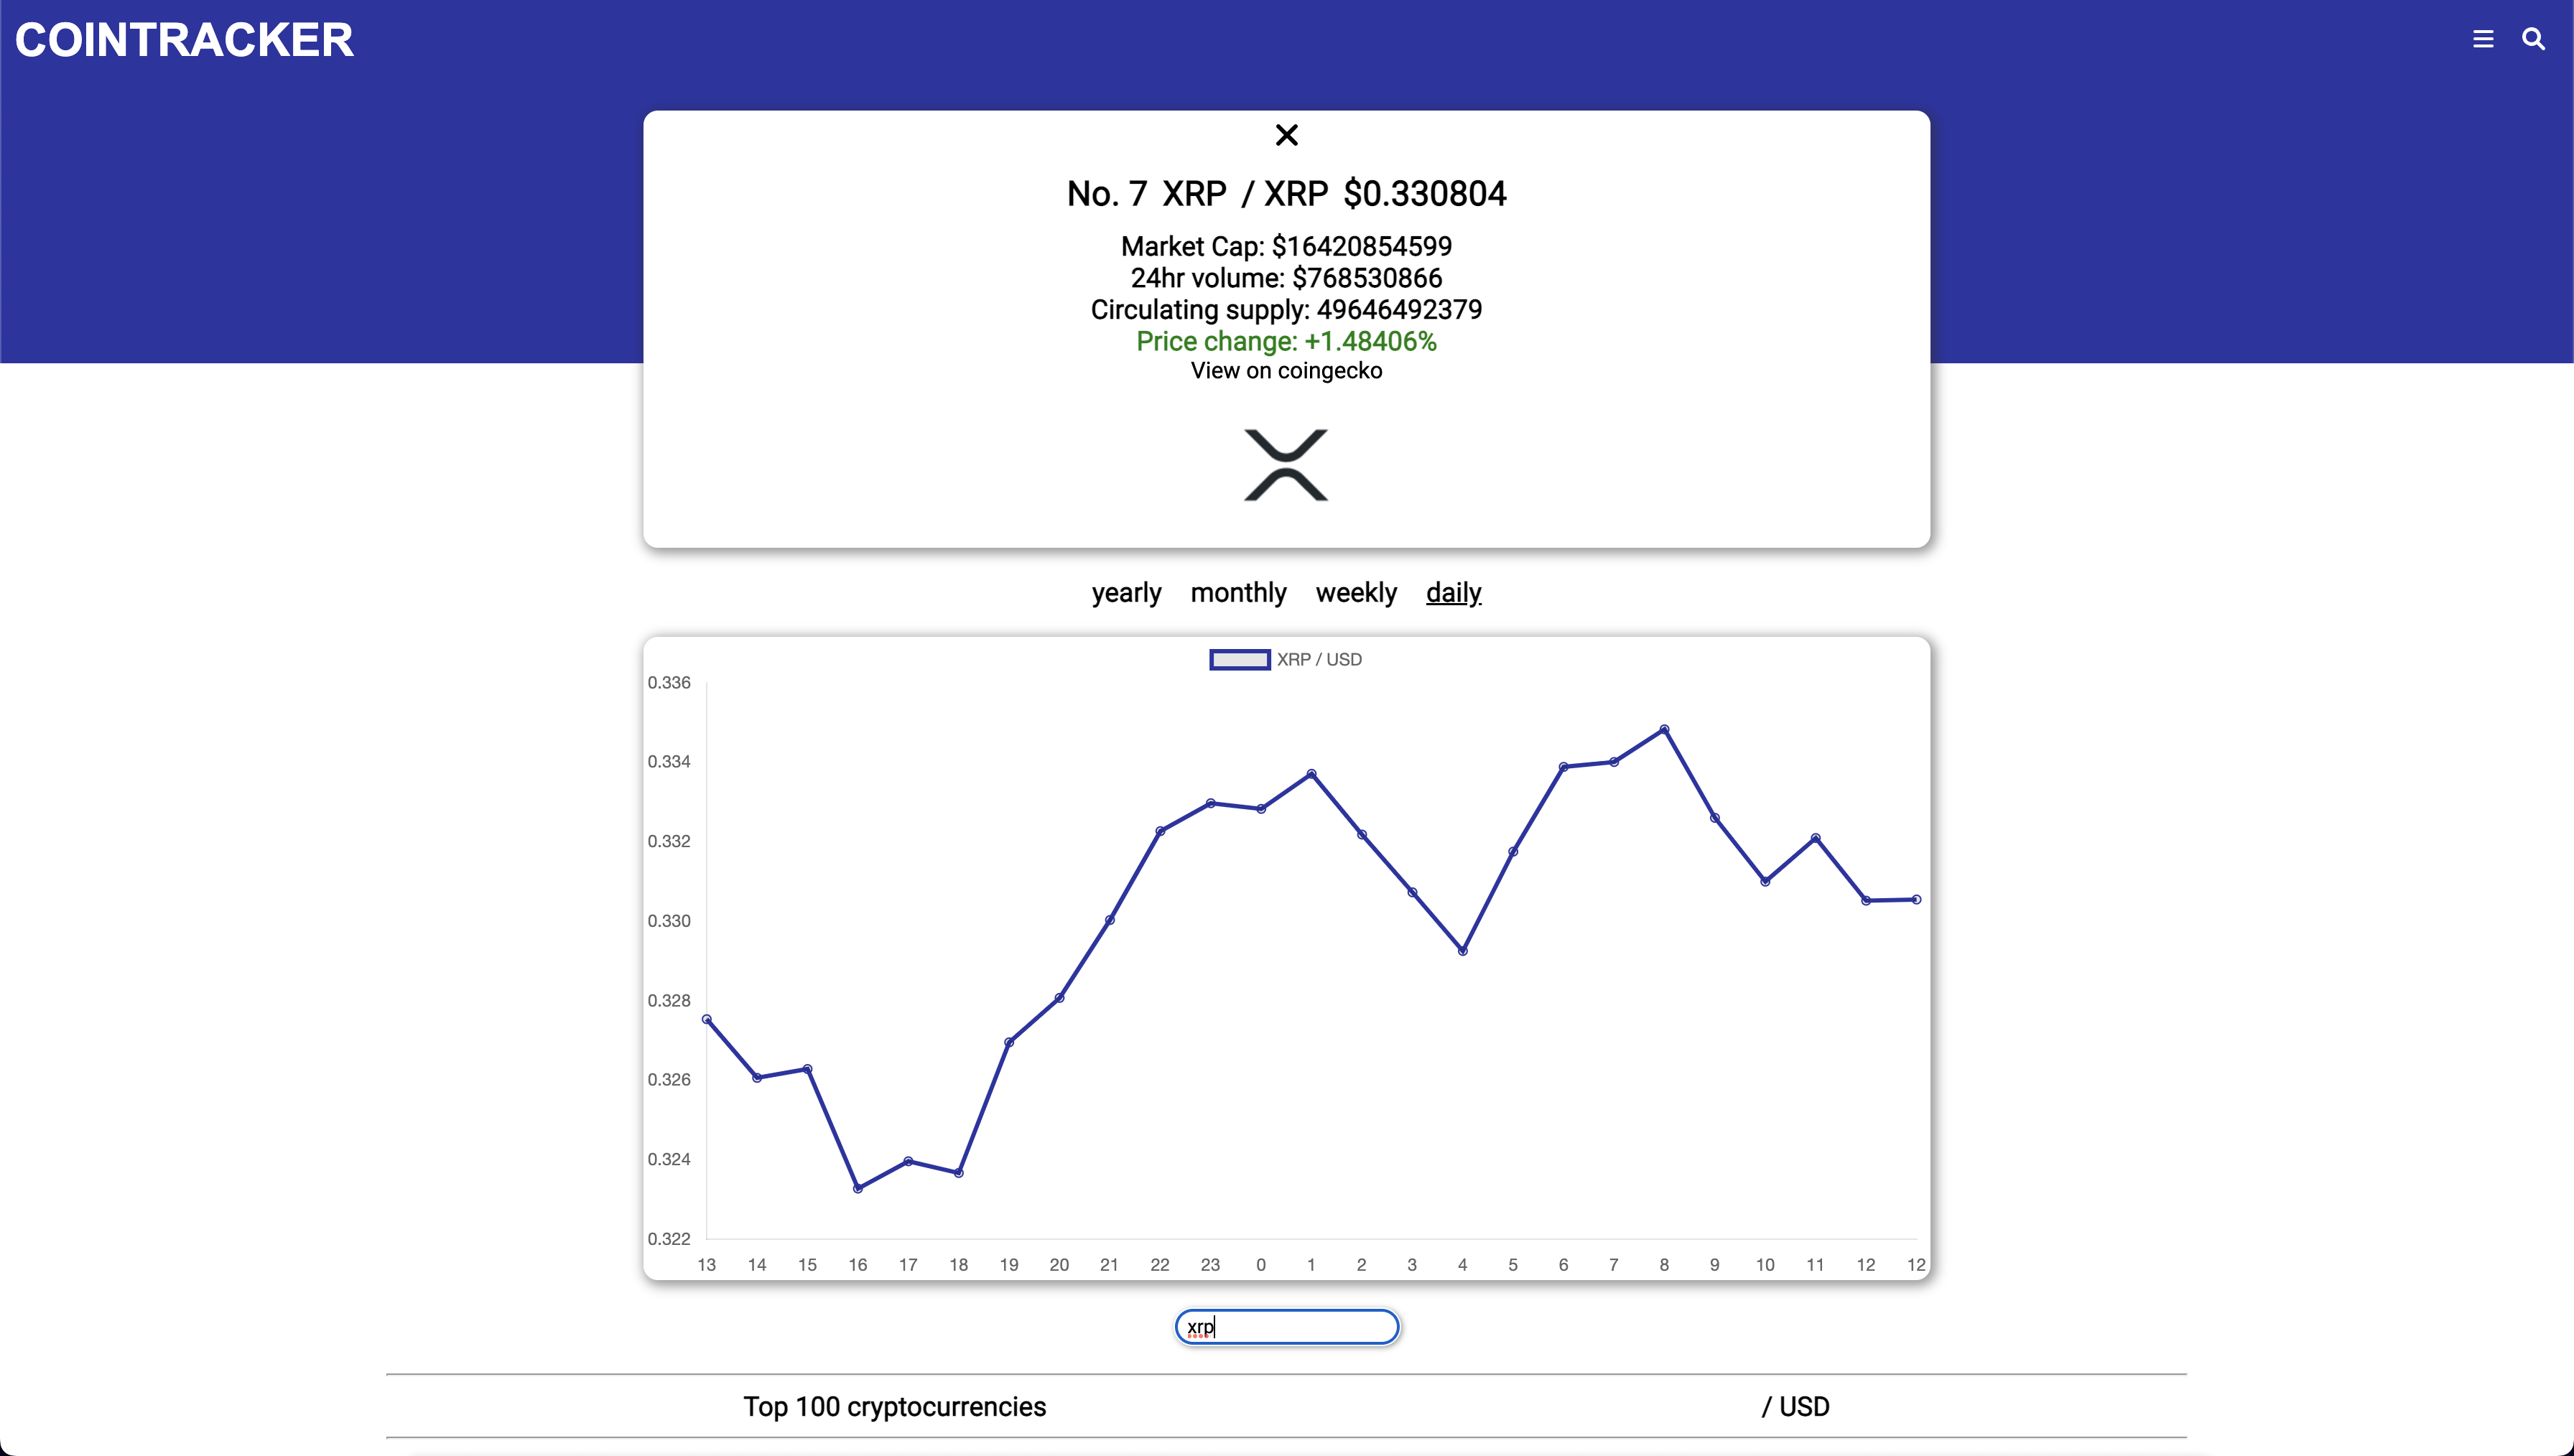 COINTRACKER
No. 7 XRP / XRP $0.330804
Market Cap: $16420854599
24hr volume: $768530866
Circulating supply: 49646492379
Price change: +1.48406%
View on coingecko
yearly monthly weekly daily
XRP / USD
0.336
0.334
0.332
0.330
0.328
0.326
0.324
0.322
13 14 15 16 17 18 19 20 21 22 23 0 1 2 3 4 5 6 7 8 9 10 11 12 12
xrp
Top 100 cryptocurrencies / USD